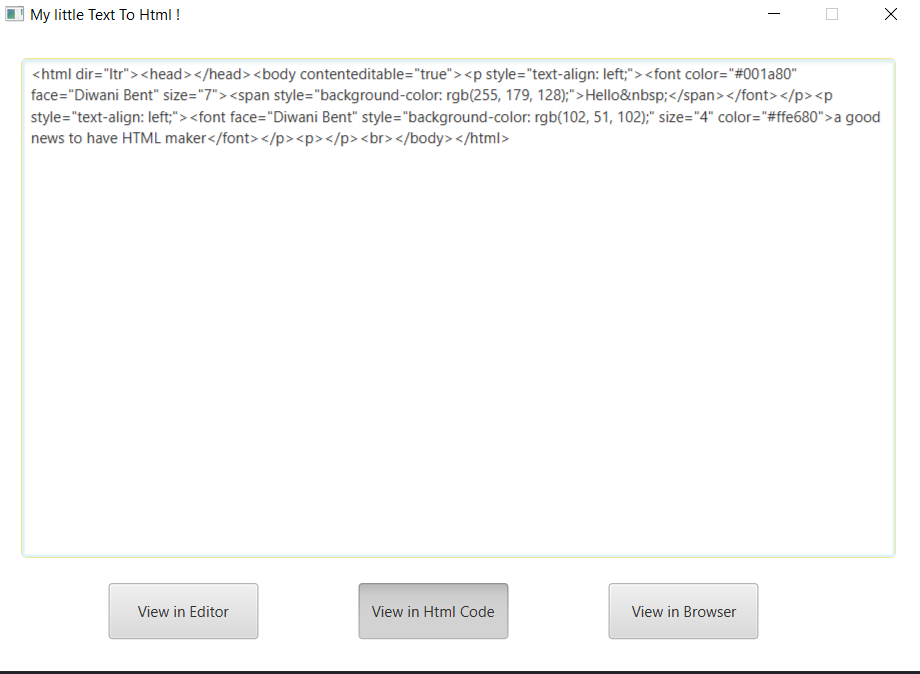 My little Text To Html !
<html dir="ltr"><head></head><body contenteditable="true"><p style="text-align: left;"><font color="#001a80"
face="Diwani Bent" size="7"><span style="background-color: rgb(255, 179, 128);">Hello&nbsp;</span></font></p><p
style="text-align: left;"><font face="Diwani Bent" style="background-color: rgb(102, 51, 102);" size="4" color="#ffe680">a good
news to have HTML maker</font></p><p></p><br></body></html>
View in Editor
View in Html Code
View in Browser